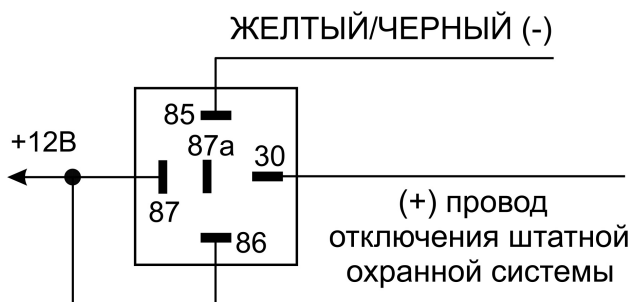 ЖЕЛТЫЙ/ЧЕРНЫЙ (-)
85
+12В
87а
30
87
86
(+) провод
отключения штатной
охранной системы